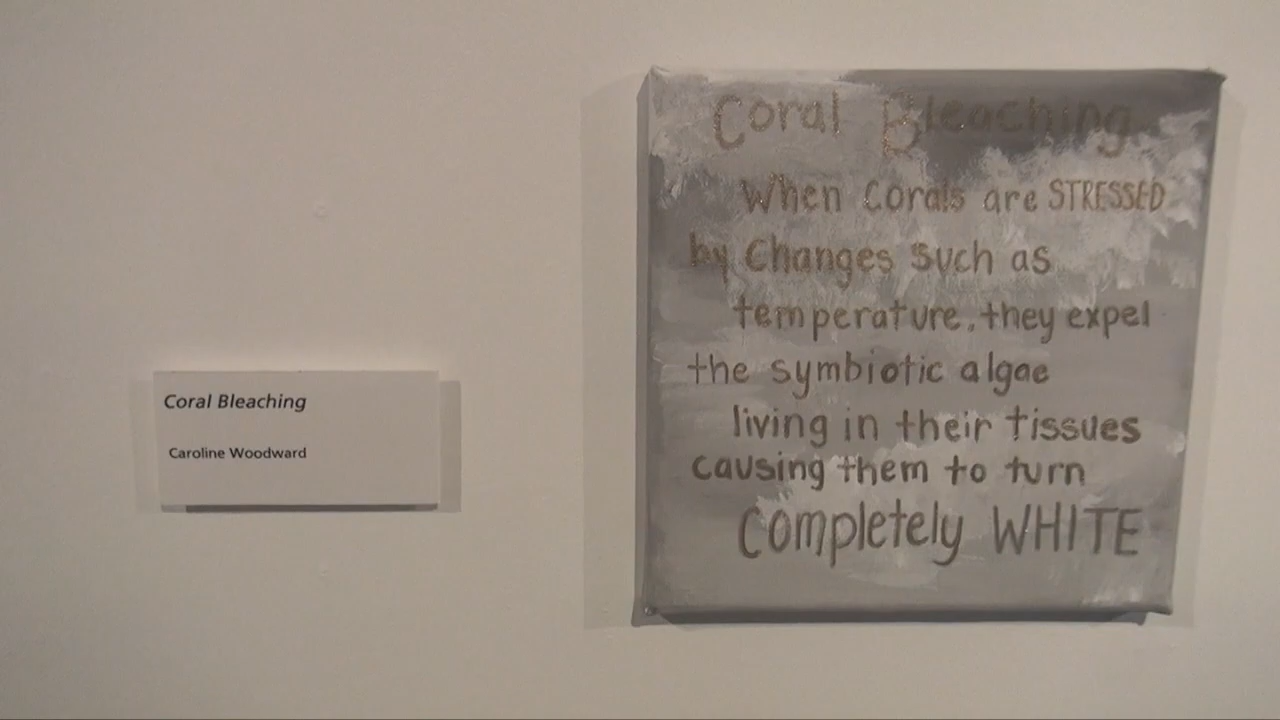 Coral Bleaching
Caroline Woodward
Coral Bleaching
When Corals are STRESSED
by Changes Such as
temperature, they expel
the symbiotic algae
living in their tissues
causing them to turn
Completely WHITE